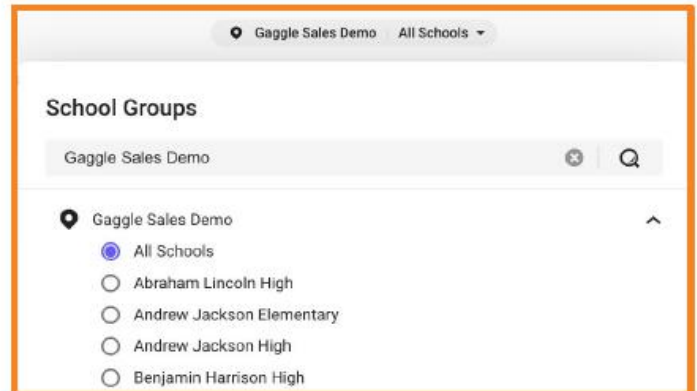 Gaggle Sales Demo All Schools
School Groups
Gaggle Sales Demo
Gaggle Sales Demo
All Schools
Abraham Lincoln High
Andrew Jackson Elementary
Andrew Jackson High
Benjamin Harrison High